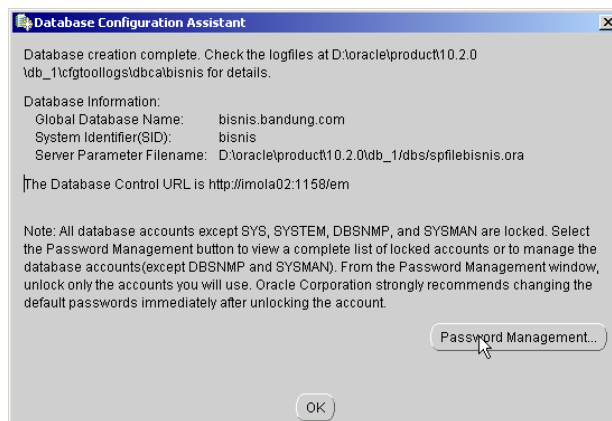 Database Configuration Assistant
Database creation complete. Check the logfiles at D:\oracle\product\10.2.0
\db_1\cfgtoollogs\dbca\bisnis for details.
Database Information:
Global Database Name: bisnis.bandung.com
System Identifier(SID): bisnis
Server Parameter Filename: D:\oracle\product\10.2.0\db_1/dbs/spfilebisnis.ora
The Database Control URL is http://imola02:1158/em
Note: All database accounts except SYS, SYSTEM, DBSNMP, and SYSMAN are locked. Select
the Password Management button to view a complete list of locked accounts or to manage the
database accounts(except DBSNMP and SYSMAN). From the Password Management window,
unlock only the accounts you will use. Oracle Corporation strongly recommends changing the
default passwords immediately after unlocking the account.
Password Management...
OK